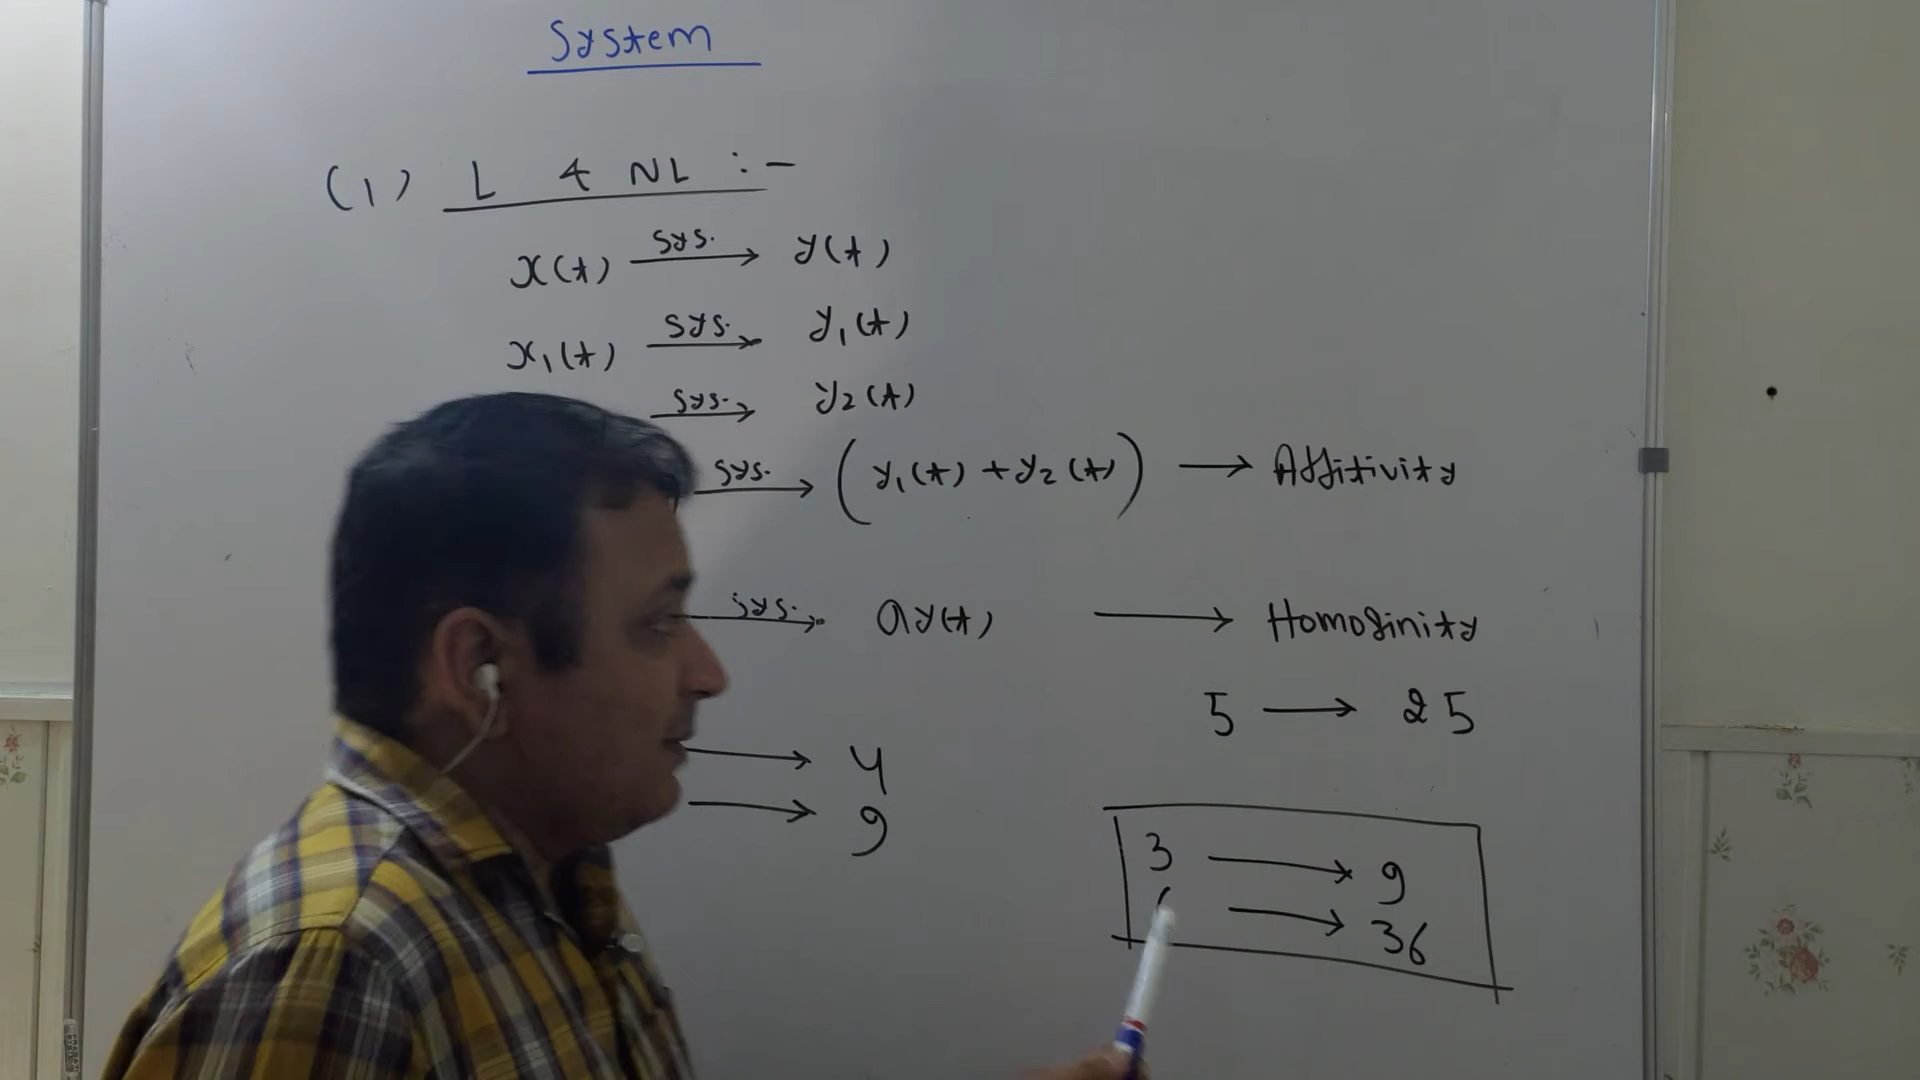 System
(1) L & NL :-
x(t) sys. → y(t)
x₁(t) sys. → y₁(t)
sys. → y₂(t)
sys. → (y₁(t) + y₂(t)) → Additivity
sys. → ay(t) → Homoginity
5 → 25
→ 4
→ 9
3 → 9
→ 36